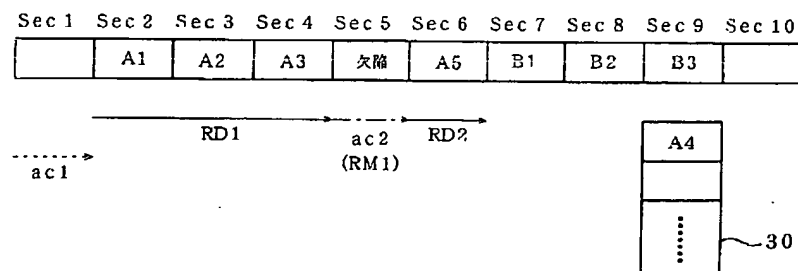 Sec 1 Sec 2 Sec 3 Sec 4 Sec 5 Sec 6 Sec 7 Sec 8 Sec 9 Sec 10
A1 A2 A3 欠陥 A5 B1 B2 B3
RD1 ac2 RD2
(RM1)
ac1
A4
30